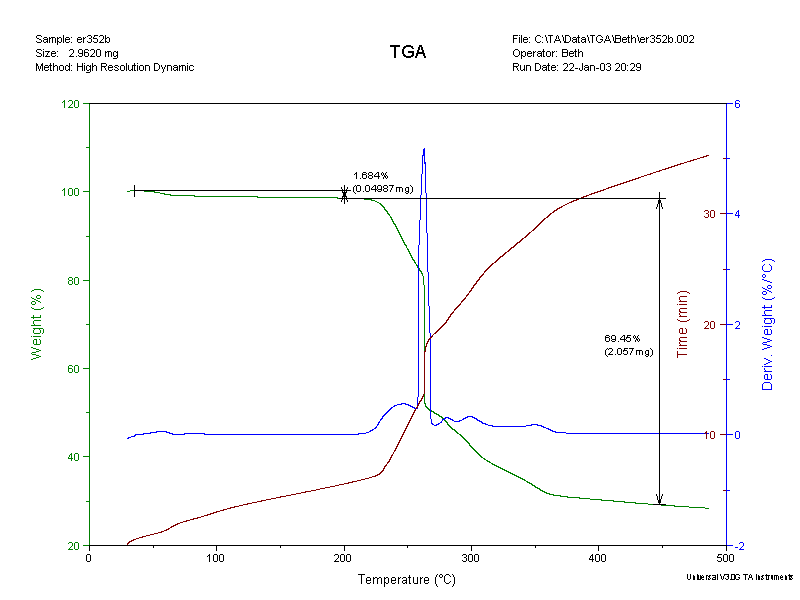 Sample: er352b
Size: 2.9620 mg
Method: High Resolution Dynamic
TGA
File: C:\TA\Data\TGA\Beth\er352b.002
Operator: Beth
Run Date: 22-Jan-03 20:29
120
100
80
60
40
20
Weight (%)
1.684%
(0.04987mg)
69.45%
(2.057mg)
30
20
10
Time (min)
6
4
2
0
-2
Deriv. Weight (%/°C)
0
100
200
300
400
500
Temperature (°C)
Universal V3.0G TA Instruments